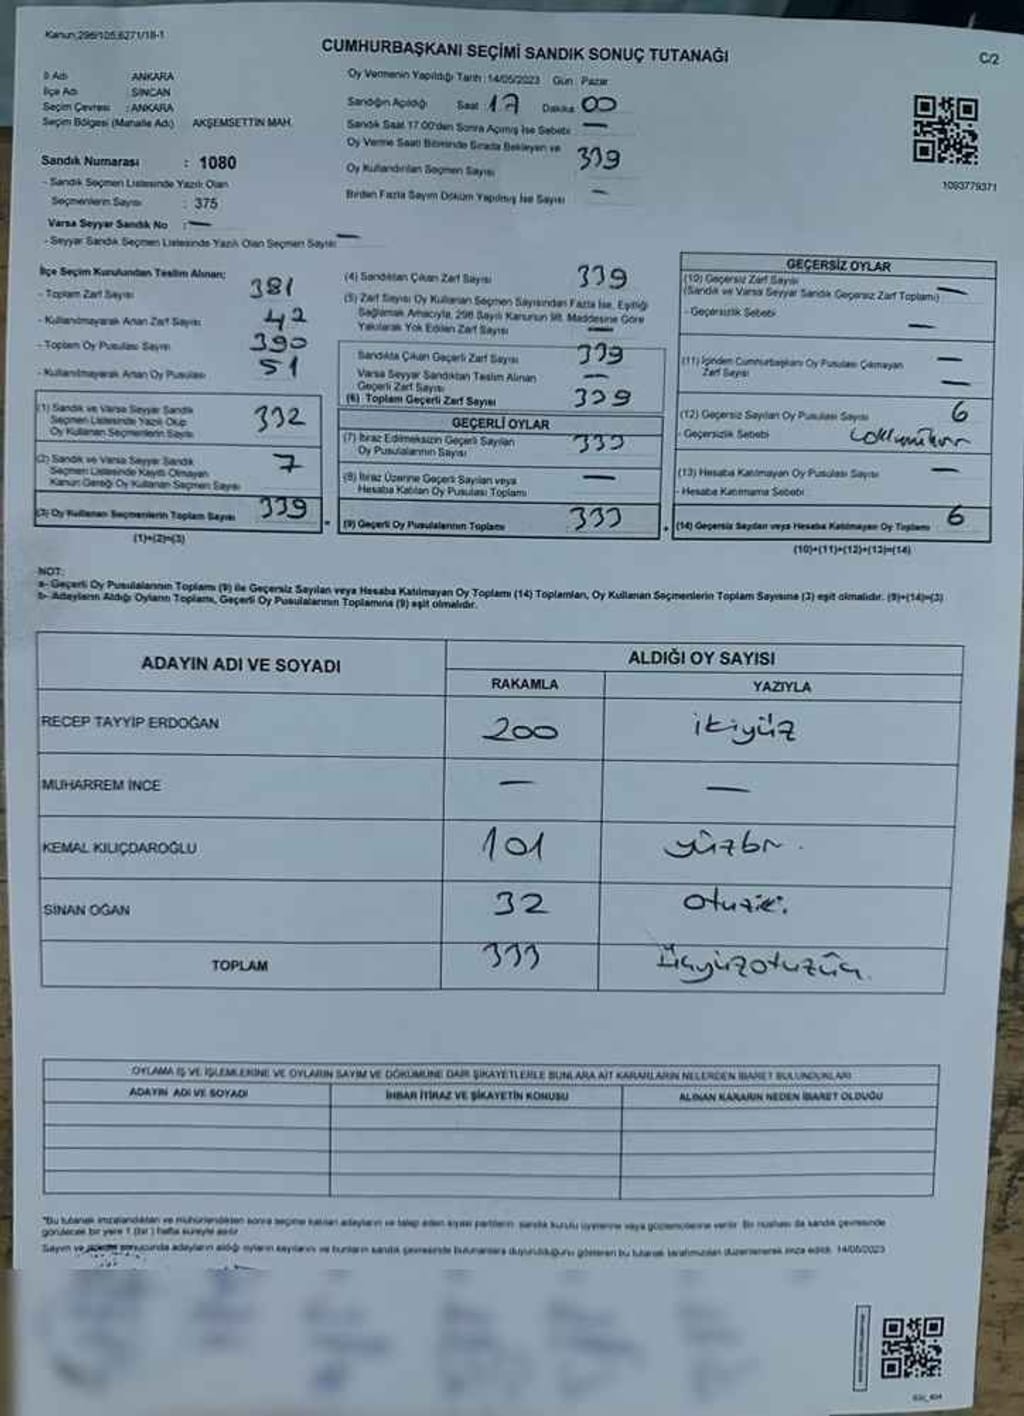 Kanun;298/105,6271/18-1
CUMHURBAŞKANI SEÇİMİ SANDIK SONUÇ TUTANAĞI
C/2
İl Adı : ANKARA
İlçe Adı : SİNCAN
Seçim Çevresi : ANKARA
Seçim Bölgesi (Mahalle Adı) : AKŞEMSETTİN MAH.
Sandık Numarası : 1080
- Sandık Seçmen Listesinde Yazılı Olan
Seçmenlerin Sayısı : 375
Varsa Seyyar Sandık No : —
- Seyyar Sandık Seçmen Listesinde Yazılı Olan Seçmen Sayısı —
Oy Vermenin Yapıldığı Tarih : 14/05/2023 Gün : Pazar
Sandığın Açıldığı Saat : 17 Dakika : 00
Sandık Saat 17.00'den Sonra Açılmış İse Sebebi —
Oy Verme Saati Bitiminde Sırada Bekleyen ve
Oy Kullandırılan Seçmen Sayısı 339
Birden Fazla Sayım Döküm Yapılmış İse Sayısı —
1093779371
İlçe Seçim Kurulundan Teslim Alınan;
- Toplam Zarf Sayısı 381
- Kullanılmayarak Artan Zarf Sayısı 42
- Toplam Oy Pusulası Sayısı 390
- Kullanılmayarak Artan Oy Pusulası 51
(1) Sandık ve Varsa Seyyar Sandık
Seçmen Listesinde Yazılı Olup
Oy Kullanan Seçmenlerin Sayısı 332
(2) Sandık ve Varsa Seyyar Sandık
Seçmen Listesinde Kayıtlı Olmayan
Kanun Gereği Oy Kullanan Seçmen Sayısı 7
(3) Oy Kullanan Seçmenlerin Toplam Sayısı 339
(1)+(2)=(3)
(4) Sandıktan Çıkan Zarf Sayısı 339
(5) Zarf Sayısı Oy Kullanan Seçmen Sayısından Fazla İse, Eşitliği
Sağlamak Amacıyla, 298 Sayılı Kanunun 98. Maddesine Göre
Yakılarak Yok Edilen Zarf Sayısı —
Sandıkta Çıkan Geçerli Zarf Sayısı 339
Varsa Seyyar Sandıktan Teslim Alınan
Geçerli Zarf Sayısı —
(6) Toplam Geçerli Zarf Sayısı 339
GEÇERLİ OYLAR
(7) İtiraz Edilmeksizin Geçerli Sayılan
Oy Pusulalarının Sayısı 333
(8) İtiraz Üzerine Geçerli Sayılan veya
Hesaba Katılan Oy Pusulası Toplamı —
(9) Geçerli Oy Pusulalarının Toplamı 333
GEÇERSİZ OYLAR
(10) Geçersiz Zarf Sayısı
(Sandık ve Varsa Seyyar Sandık Geçersiz Zarf Toplamı) —
- Geçersizlik Sebebi —
(11) İçinden Cumhurbaşkanı Oy Pusulası Çıkmayan —
Zarf Sayısı —
(12) Geçersiz Sayılan Oy Pusulası Sayısı 6
- Geçersizlik Sebebi
(13) Hesaba Katılmayan Oy Pusulası Sayısı —
- Hesaba Katılmama Sebebi
(14) Geçersiz Sayılan veya Hesaba Katılmayan Oy Toplamı 6
(10)+(11)+(12)+(13)=(14)
NOT:
a- Geçerli Oy Pusulalarının Toplamı (9) ile Geçersiz Sayılan veya Hesaba Katılmayan Oy Toplamı (14) Toplamları, Oy Kullanan Seçmenlerin Toplam Sayısına (3) eşit olmalıdır. (9)+(14)=(3)
b- Adayların Aldığı Oyların Toplamı, Geçerli Oy Pusulalarının Toplamına (9) eşit olmalıdır.
ADAYIN ADI VE SOYADI
ALDIĞI OY SAYISI
RAKAMLA YAZIYLA
RECEP TAYYİP ERDOĞAN 200 ikiyüz
MUHARREM İNCE — —
KEMAL KILIÇDAROĞLU 101 yüzbir
SİNAN OĞAN 32 otuziki
TOPLAM 333 Üçyüzotuzüç
OYLAMA İŞ VE İŞLEMLERİNE VE OYLARIN SAYIM VE DÖKÜMÜNE DAİR ŞİKAYETLERLE BUNLARA AİT KARARLARIN NELERDEN İBARET BULUNDUKLARI
ADAYIN ADI VE SOYADI İHBAR İTİRAZ VE ŞİKAYETİN KONUSU ALINAN KARARIN NEDEN İBARET OLDUĞU
*Bu tutanak imzalandıktan ve mühürlendikten sonra seçime katılan adayların ve talep eden siyasi partilerin sandık kurulu üyelerine veya gözlemcilerine verilir. Bir nüshası da sandık çevresinde
görülecek bir yere 1 (bir) hafta süreyle asılır.
Sayım ve döküm sonucunda adayların aldığı oyların sayılarını ve bunların sandık çevresinde bulunanlara duyurulduğunu gösteren bu tutanak tarafımızdan düzenlenerek imza edildi. 14/05/2023